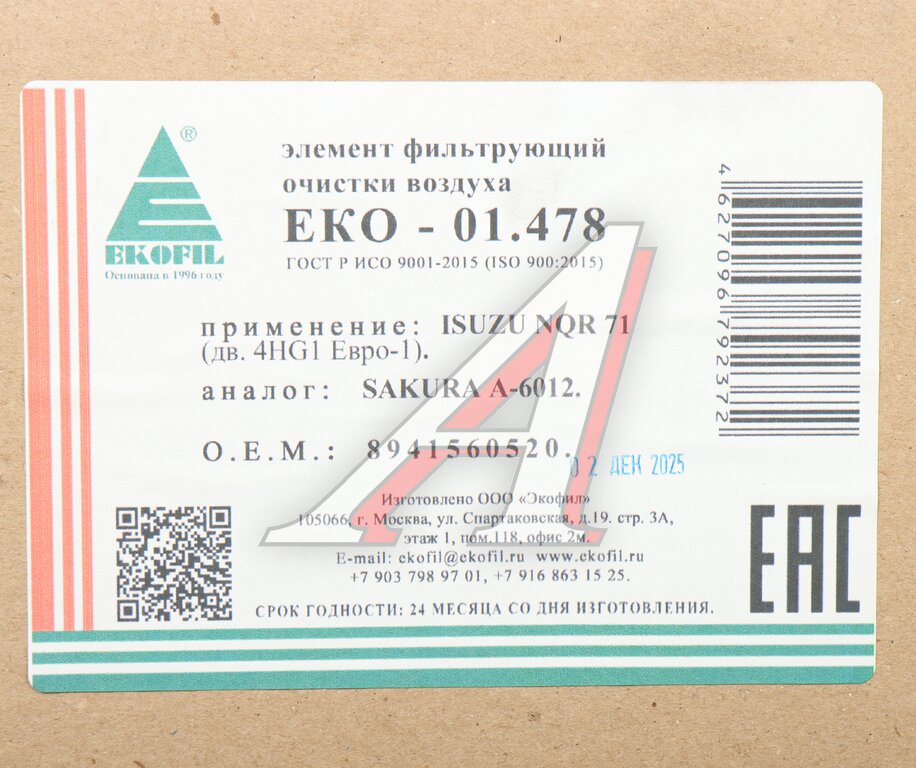 ®
EKOFIL
Основана в 1996 году
элемент фильтрующий
очистки воздуха
ЕКО - 01.478
ГОСТ Р ИСО 9001-2015 (ISO 900:2015)
применение: ISUZU NQR 71
(дв. 4HG1 Евро-1).
аналог: SAKURA A-6012.
O.E.M.: 8941560520.
02 ДЕК 2025
Изготовлено ООО «Экофил»
105066, г. Москва, ул. Спартаковская, д.19. стр. 3А,
этаж 1, пом.118, офис 2м.
E-mail: ekofil@ekofil.ru www.ekofil.ru
+7 903 798 97 01, +7 916 863 15 25.
СРОК ГОДНОСТИ: 24 МЕСЯЦА СО ДНЯ ИЗГОТОВЛЕНИЯ.
4627096792372
EAC